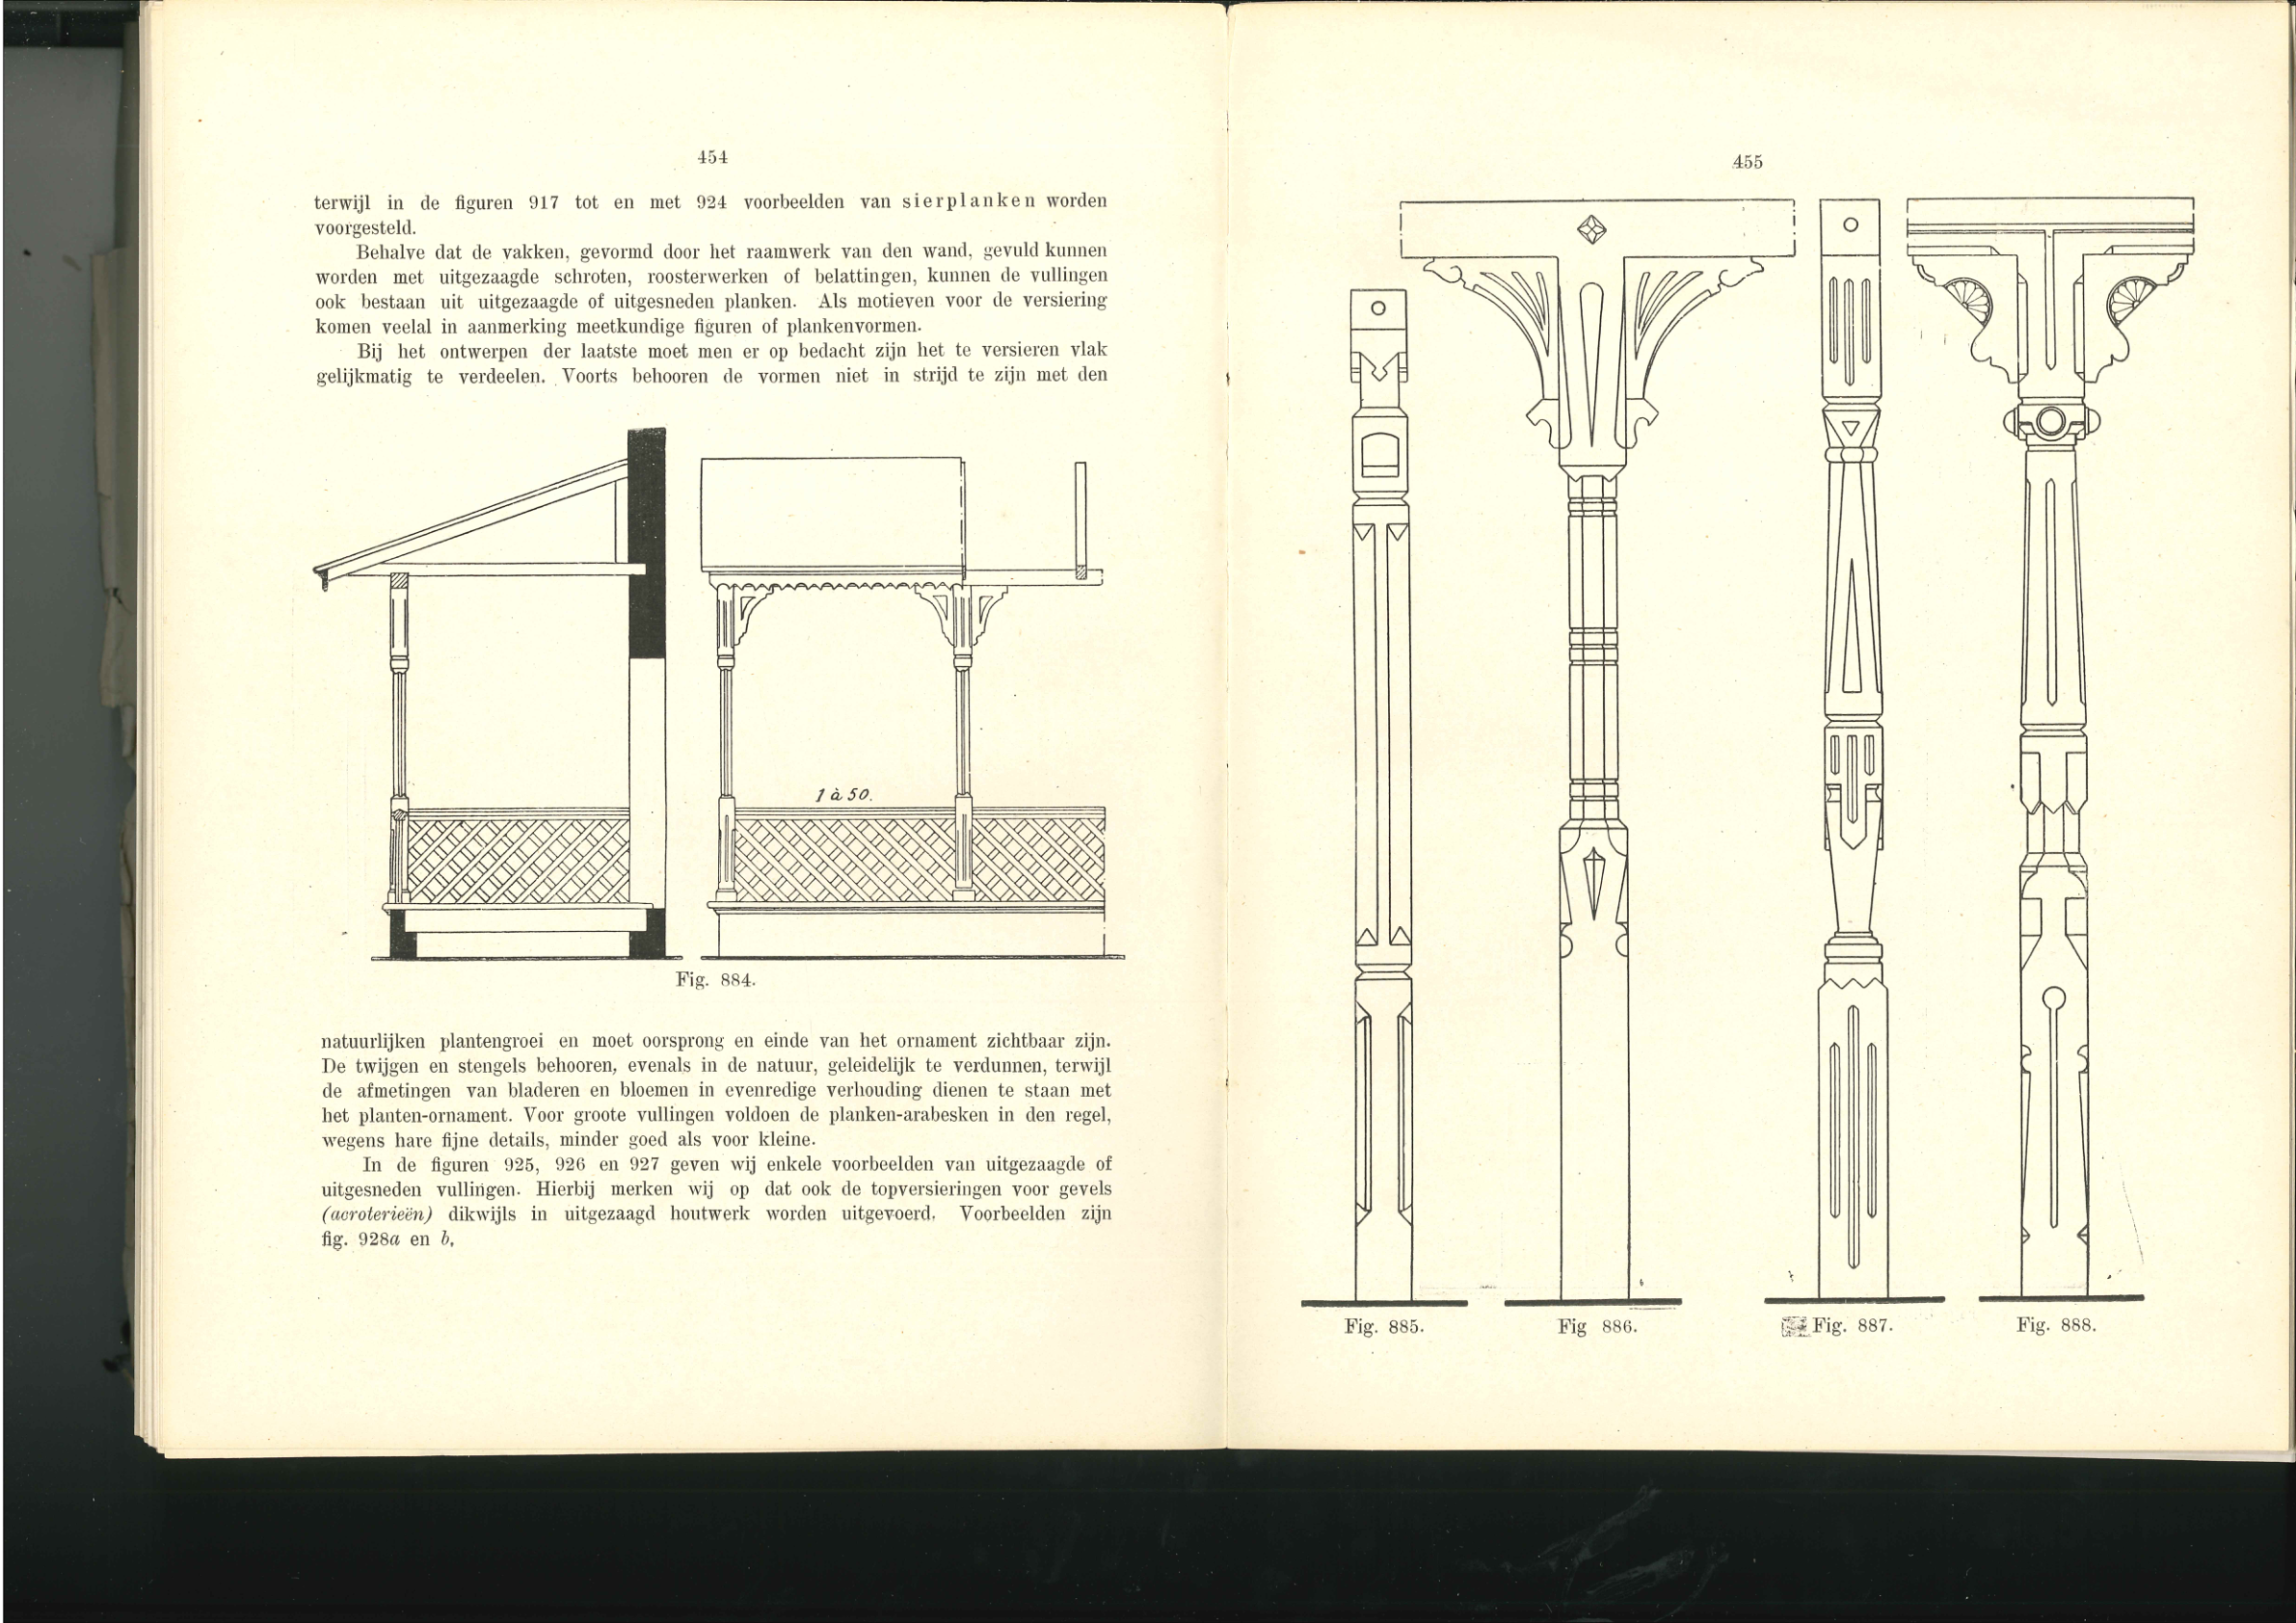 454
terwijl in de figuren 917 tot en met 924 voorbeelden van sierplanken worden
voorgesteld.
Behalve dat de vakken, gevormd door het raamwerk van den wand, gevuld kunnen
worden met uitgezaagde schroten, roosterwerken of belattingen, kunnen de vullingen
ook bestaan uit uitgezaagde of uitgesneden planken. Als motieven voor de versiering
komen veelal in aanmerking meetkundige figuren of plankenvormen.
Bij het ontwerpen der laatste moet men er op bedacht zijn het te versieren vlak
gelijkmatig te verdeelen. Voorts behooren de vormen niet in strijd te zijn met den
1 à 50.
Fig. 884.
natuurlijken plantengroei en moet oorsprong en einde van het ornament zichtbaar zijn.
De twijgen en stengels behooren, evenals in de natuur, geleidelijk te verdunnen, terwijl
de afmetingen van bladeren en bloemen in evenredige verhouding dienen te staan met
het planten-ornament. Voor groote vullingen voldoen de planken-arabesken in den regel,
wegens hare fijne details, minder goed als voor kleine.
In de figuren 925, 926 en 927 geven wij enkele voorbeelden van uitgezaagde of
uitgesneden vullingen. Hierbij merken wij op dat ook de topversieringen voor gevels
(acroterieën) dikwijls in uitgezaagd houtwerk worden uitgevoerd. Voorbeelden zijn
fig. 928a en b,
455
Fig. 885.
Fig 886.
Fig. 887.
Fig. 888.